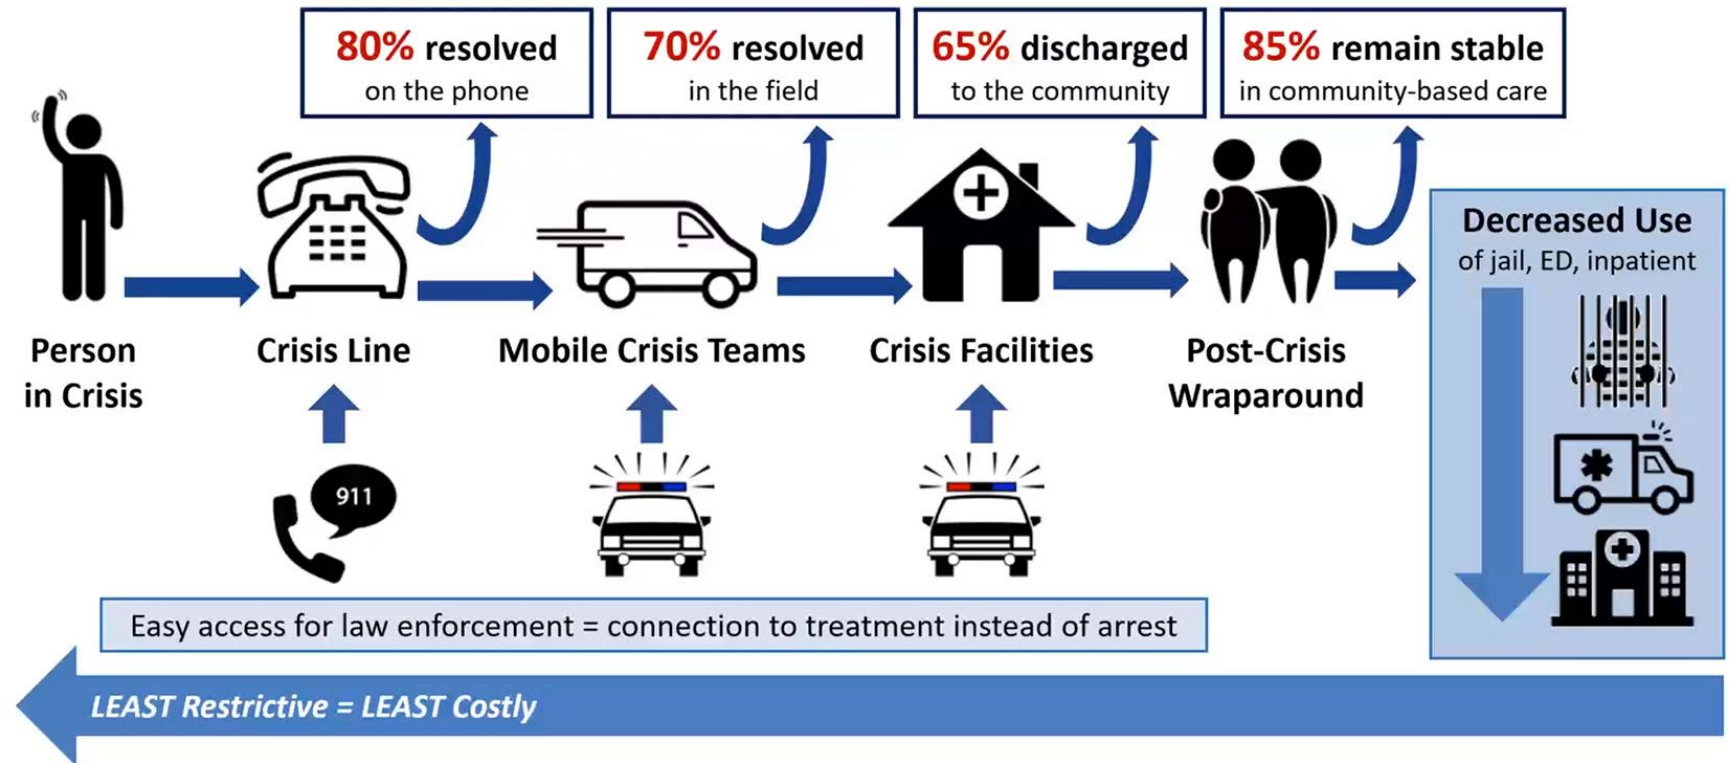 80% resolved
on the phone
70% resolved
in the field
65% discharged
to the community
85% remain stable
in community-based care
Person
in Crisis
Crisis Line
Mobile Crisis Teams
Crisis Facilities
Post-Crisis
Wraparound
Decreased Use
of jail, ED, inpatient
911
Easy access for law enforcement = connection to treatment instead of arrest
LEAST Restrictive = LEAST Costly